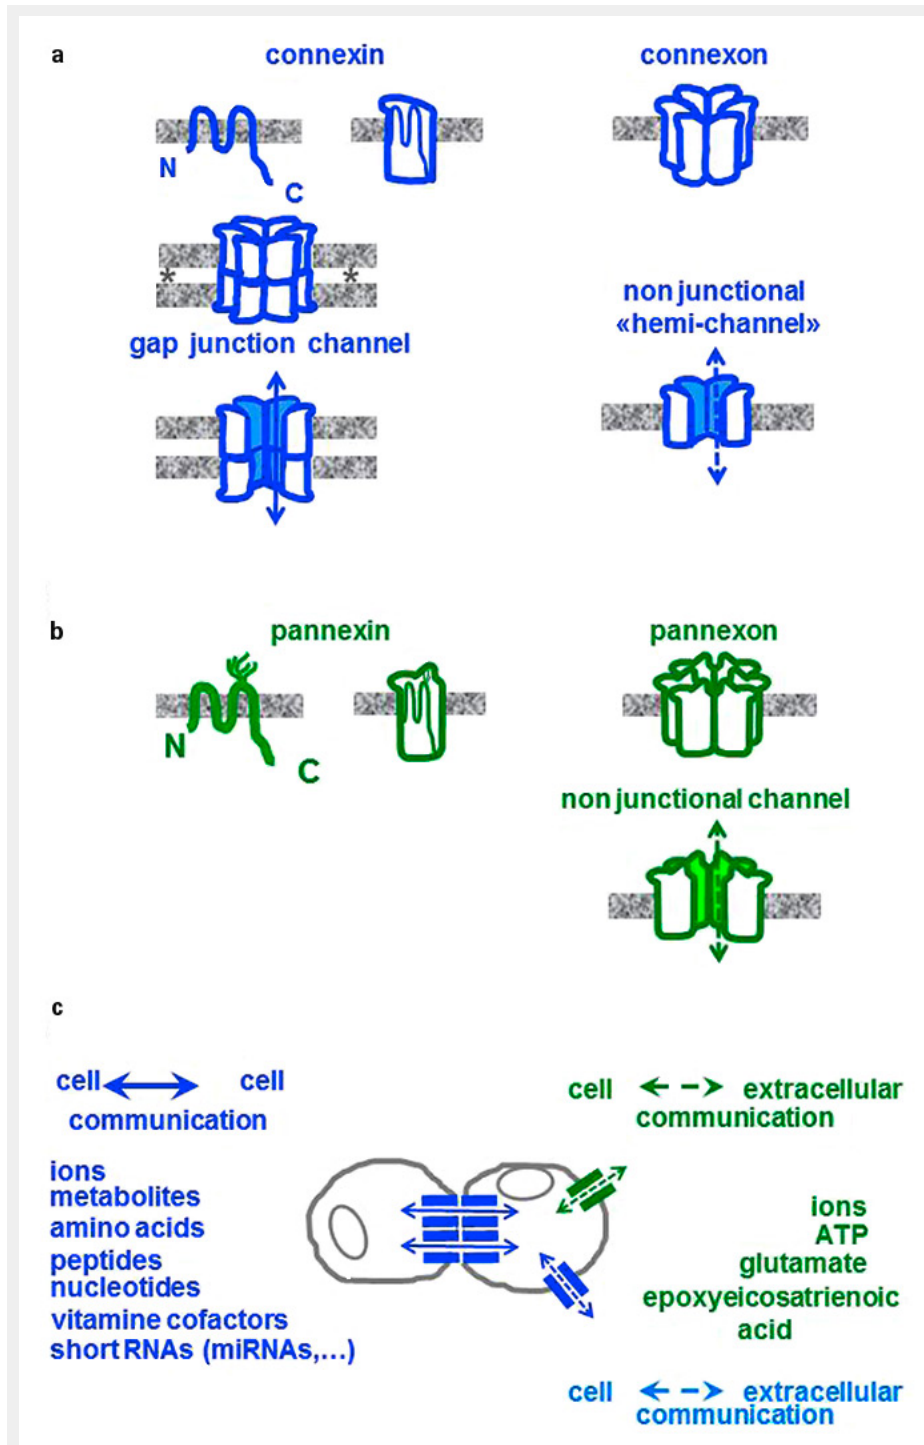 a
connexin
connexon
N
C
*
*
gap junction channel
non junctional
«hemi-channel»
b
pannexin
pannexon
N
C
non junctional channel
c
cell cell
communication
ions
metabolites
amino acids
peptides
nucleotides
vitamine cofactors
short RNAs (miRNAs,...)
cell extracellular
communication
ions
ATP
glutamate
epoxyeicosatrienoic
acid
cell extracellular
communication